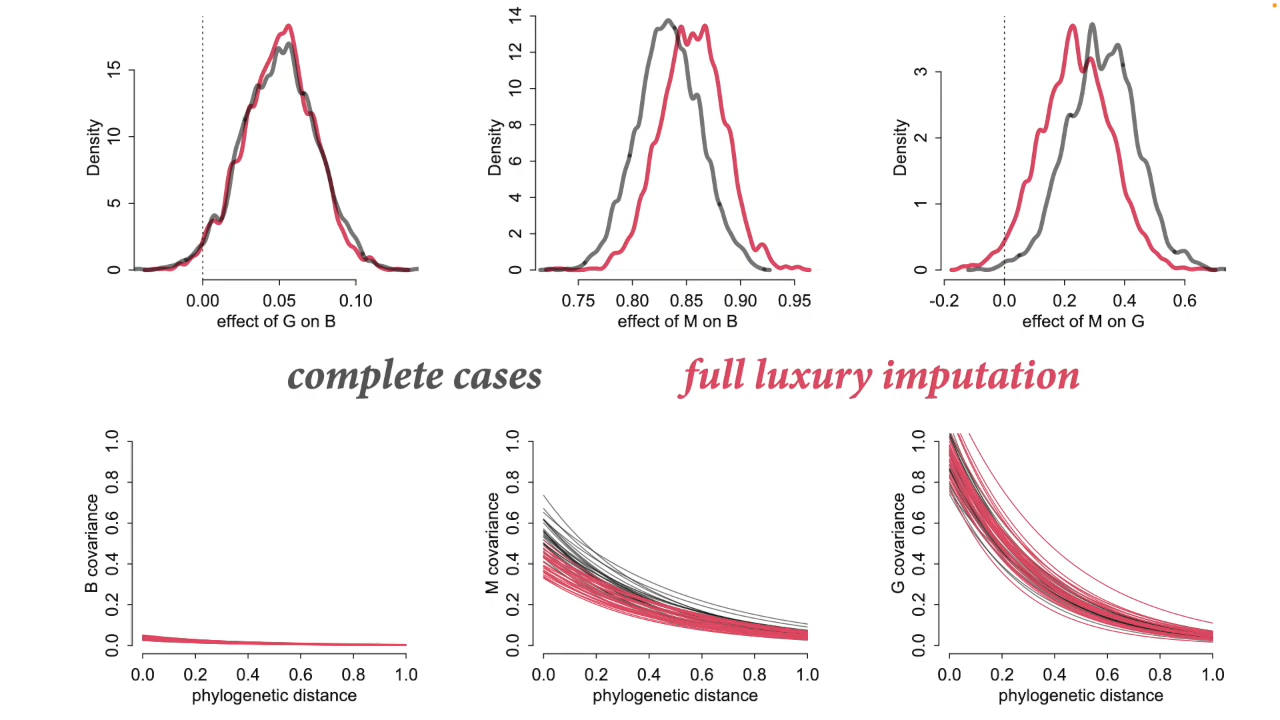 Density
15
10
5
0
0.00 0.05 0.10
effect of G on B
Density
14
12
10
8
6
4
2
0
0.75 0.80 0.85 0.90 0.95
effect of M on B
Density
3
2
1
0
-0.2 0.0 0.2 0.4 0.6
effect of M on G
complete cases
full luxury imputation
B covariance
1.0
0.8
0.6
0.4
0.2
0.0
0.0 0.2 0.4 0.6 0.8 1.0
phylogenetic distance
M covariance
1.0
0.8
0.6
0.4
0.2
0.0
0.0 0.2 0.4 0.6 0.8 1.0
phylogenetic distance
G covariance
1.0
0.8
0.6
0.4
0.2
0.0
0.0 0.2 0.4 0.6 0.8 1.0
phylogenetic distance